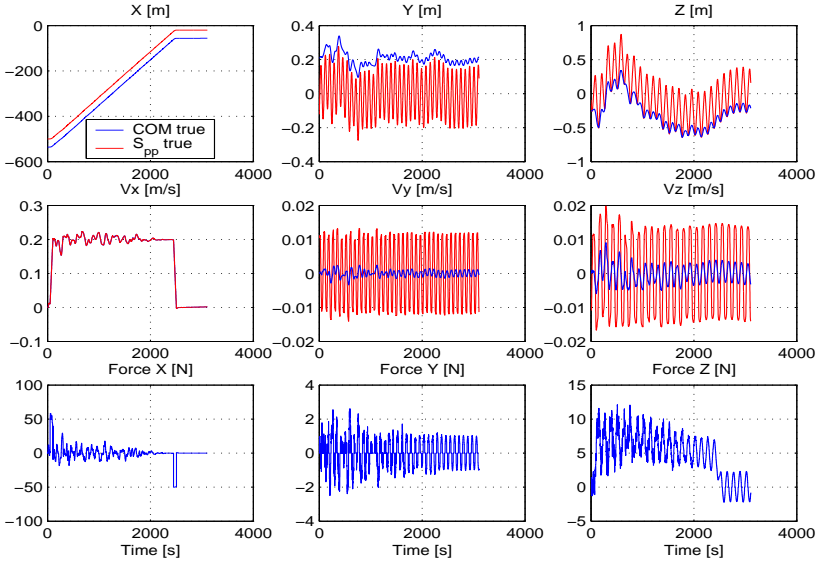 X [m]
Y [m]
Z [m]
0
−200
−400
−600
COM true
S_pp true
0 2000 4000
0.4
0.2
0
−0.2
0.4
0 2000 4000
1
0.5
0
−0.5
−1
0 2000 4000
Vx [m/s]
Vy [m/s]
Vz [m/s]
0.3
0.2
0.1
0
−0.1
0 2000 4000
0.02
0.01
0
−0.01
0.02
0 2000 4000
0.02
0.01
0
−0.01
0.02
0 2000 4000
Force X [N]
Force Y [N]
Force Z [N]
100
50
0
−50
−100
0 2000 4000
4
2
0
−2
−4
0 2000 4000
15
10
5
0
−5
0 2000 4000
Time [s]
Time [s]
Time [s]